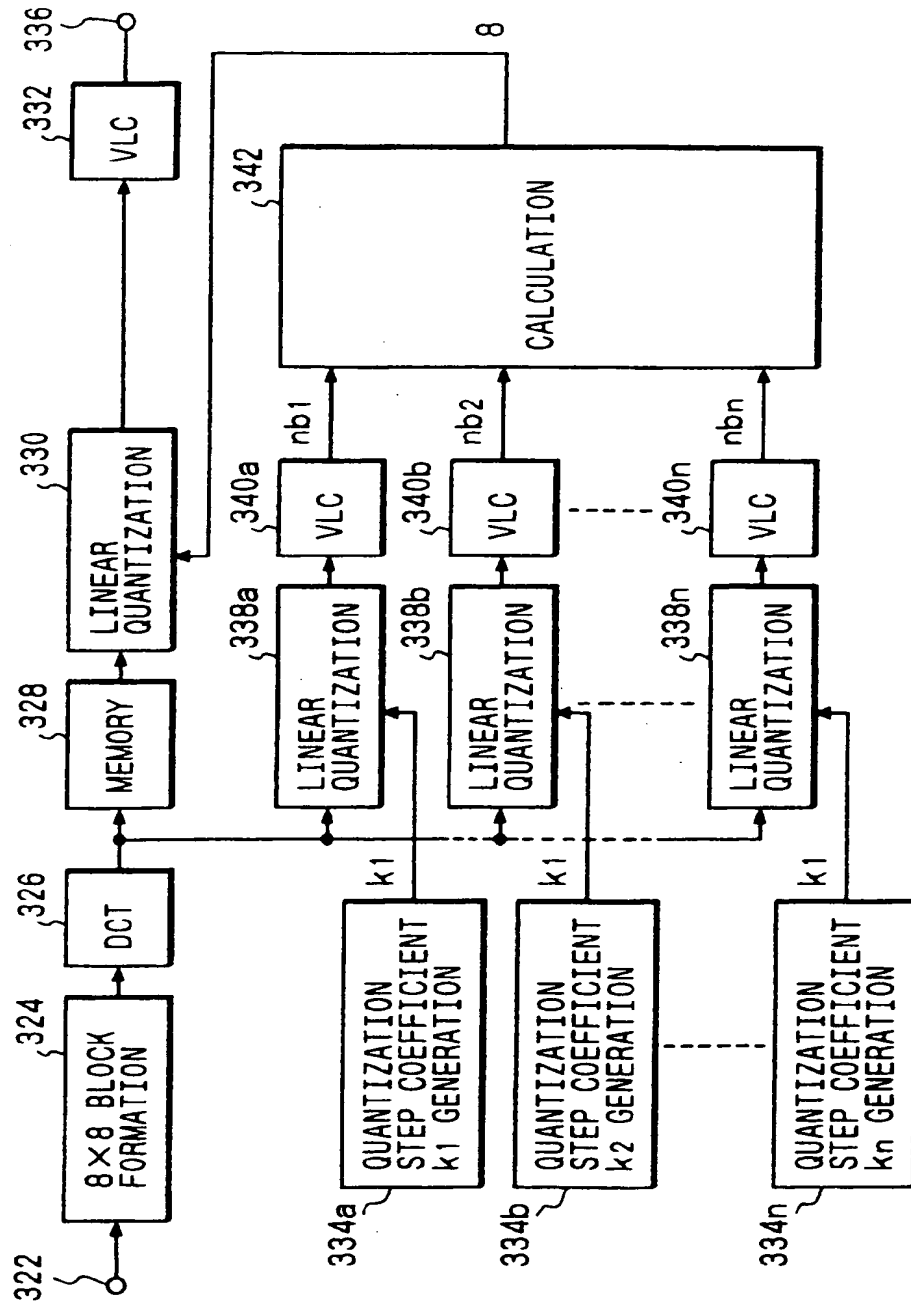 322
324
8×8 BLOCK
FORMATION
326
DCT
328
MEMORY
330
LINEAR
QUANTIZATION
332
VLC
336
334a
QUANTIZATION
STEP COEFFICIENT
k1 GENERATION
k1
338a
LINEAR
QUANTIZATION
340a
VLC
nb1
334b
QUANTIZATION
STEP COEFFICIENT
k2 GENERATION
k1
338b
LINEAR
QUANTIZATION
340b
VLC
nb2
334n
QUANTIZATION
STEP COEFFICIENT
kn GENERATION
k1
338n
LINEAR
QUANTIZATION
340n
VLC
nbn
342
CALCULATION
8